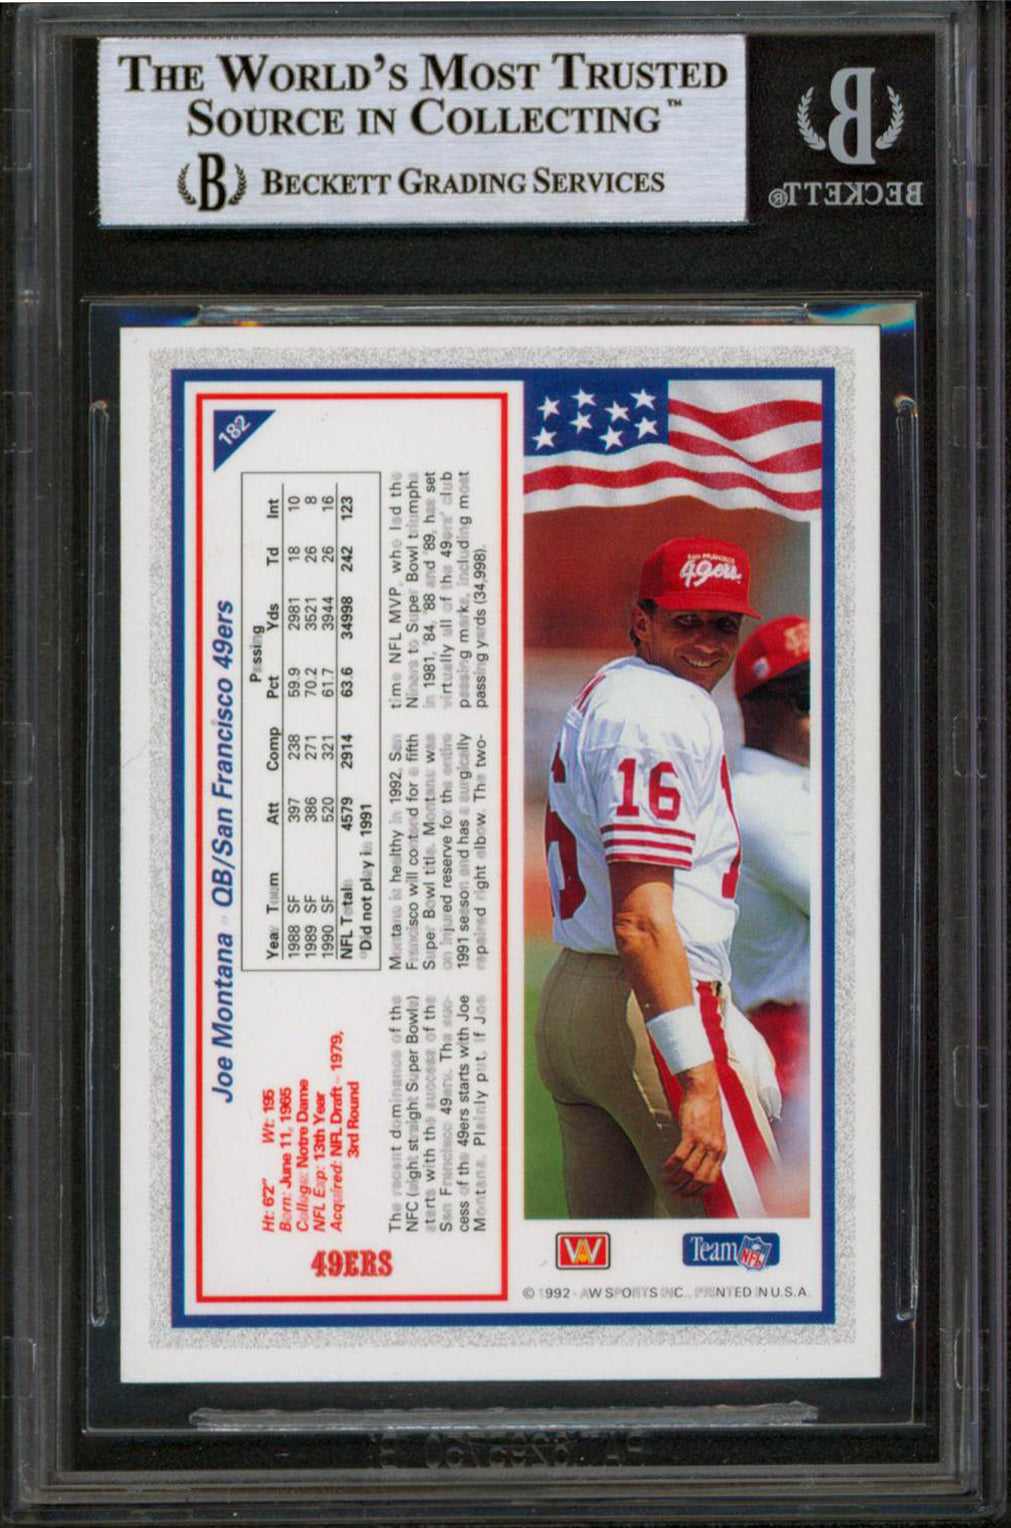 THE WORLD'S MOST TRUSTED
SOURCE IN COLLECTING™
B BECKETT GRADING SERVICES
B
BECKETT®
182
Joe Montana - QB/San Francisco 49ers
Ht: 6'2" Wt: 195
Born: June 11, 1965
College: Notre Dame
NFL Exp: 13th Year
Acquired: NFL Draft - 1979,
3rd Round
49ERS
Passing
Year Team Att Comp Pct Yds Td Int
1988 SF 397 238 59.9 2981 18 10
1989 SF 386 271 70.2 3521 26 8
1990 SF 520 321 61.7 3944 26 16
NFL Totals 4579 2914 63.6 34998 242 123
*Did not play in 1991
The recent dominance of the
NFC (eight straight Super Bowls)
starts with the success of the
San Francisco 49ers. The suc-
cess of the 49ers starts with Joe
Montana. Plainly put, if Joe
Montana is healthy in 1992, San
Francisco will contend for a fifth
Super Bowl title. Montana was
on injured reserve for the entire
1991 season and has a surgically
repaired right elbow. The two-
time NFL MVP, who led the
Niners to Super Bowl triumphs
in 1981, '84, '88 and '89, has set
virtually all of the 49ers' club
passing marks, including most
passing yards (34,998).
SAN FRANCISCO
49ers
16
16
W
Team NFL
© 1992 - AW SPORTS INC., PRINTED IN U.S.A.